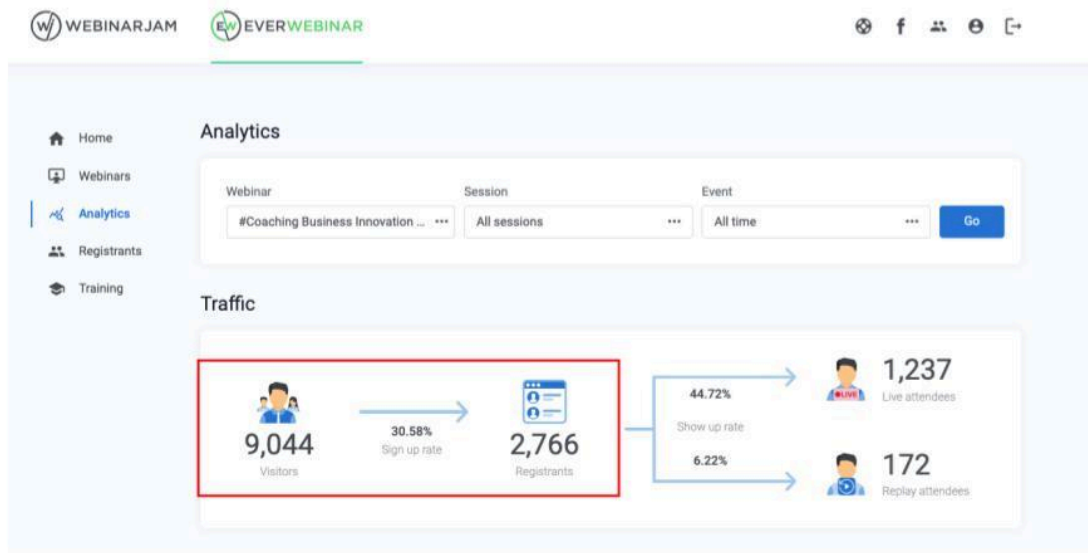 WEBINARJAM
EW EVERWEBINAR
Home
Webinars
Analytics
Registrants
Training
Analytics
Webinar
Session
Event
#Coaching Business Innovation ... •••
All sessions •••
All time •••
Go
Traffic
9,044
Visitors
30.58%
Sign up rate
2,766
Registrants
44.72%
Show up rate
6.22%
LIVE
1,237
Live attendees
172
Replay attendees